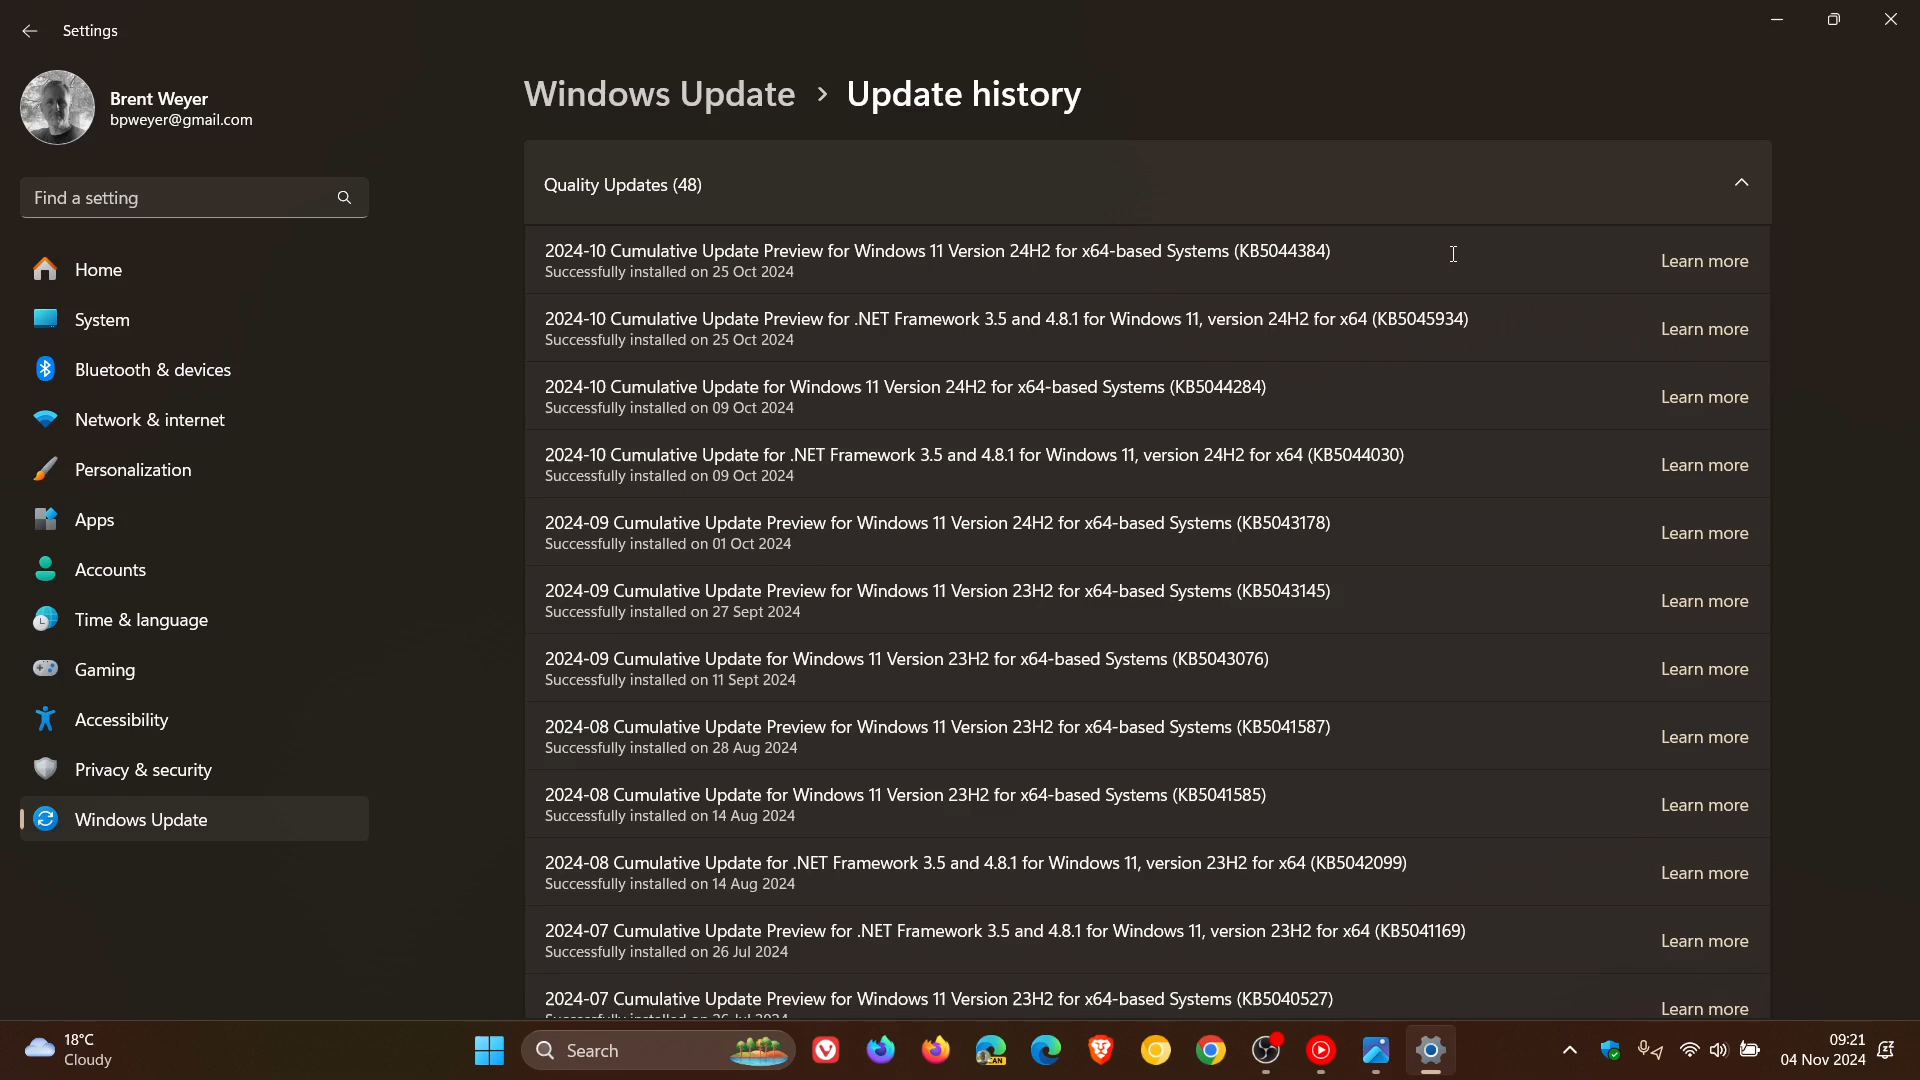 Settings
Brent Weyer
bpweyer@gmail.com
Find a setting
Home
System
Bluetooth & devices
Network & internet
Personalization
Apps
Accounts
Time & language
Gaming
Accessibility
Privacy & security
Windows Update
Windows Update > Update history
Quality Updates (48)
2024-10 Cumulative Update Preview for Windows 11 Version 24H2 for x64-based Systems (KB5044384)
Successfully installed on 25 Oct 2024
Learn more
2024-10 Cumulative Update Preview for .NET Framework 3.5 and 4.8.1 for Windows 11, version 24H2 for x64 (KB5045934)
Successfully installed on 25 Oct 2024
Learn more
2024-10 Cumulative Update for Windows 11 Version 24H2 for x64-based Systems (KB5044284)
Successfully installed on 09 Oct 2024
Learn more
2024-10 Cumulative Update for .NET Framework 3.5 and 4.8.1 for Windows 11, version 24H2 for x64 (KB5044030)
Successfully installed on 09 Oct 2024
Learn more
2024-09 Cumulative Update Preview for Windows 11 Version 24H2 for x64-based Systems (KB5043178)
Successfully installed on 01 Oct 2024
Learn more
2024-09 Cumulative Update Preview for Windows 11 Version 23H2 for x64-based Systems (KB5043145)
Successfully installed on 27 Sept 2024
Learn more
2024-09 Cumulative Update for Windows 11 Version 23H2 for x64-based Systems (KB5043076)
Successfully installed on 11 Sept 2024
Learn more
2024-08 Cumulative Update Preview for Windows 11 Version 23H2 for x64-based Systems (KB5041587)
Successfully installed on 28 Aug 2024
Learn more
2024-08 Cumulative Update for Windows 11 Version 23H2 for x64-based Systems (KB5041585)
Successfully installed on 14 Aug 2024
Learn more
2024-08 Cumulative Update for .NET Framework 3.5 and 4.8.1 for Windows 11, version 23H2 for x64 (KB5042099)
Successfully installed on 14 Aug 2024
Learn more
2024-07 Cumulative Update Preview for .NET Framework 3.5 and 4.8.1 for Windows 11, version 23H2 for x64 (KB5041169)
Successfully installed on 26 Jul 2024
Learn more
2024-07 Cumulative Update Preview for Windows 11 Version 23H2 for x64-based Systems (KB5040527)
Successfully installed on 26 Jul 2024
Learn more
18°C
Cloudy
Search
CAN
09:21
04 Nov 2024